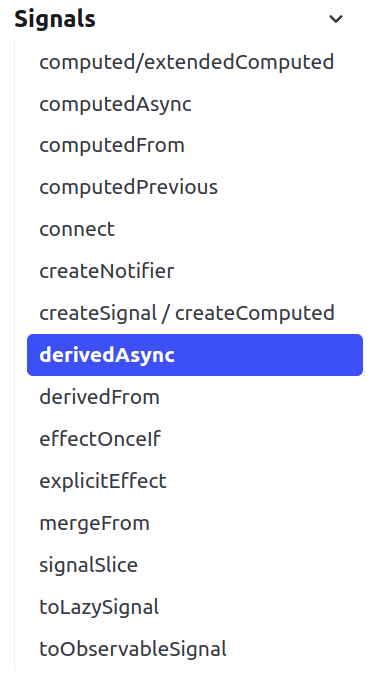 Signals
computed/extendedComputed
computedAsync
computedFrom
computedPrevious
connect
createNotifier
createSignal / createComputed
derivedAsync
derivedFrom
effectOnceIf
explicitEffect
mergeFrom
signalSlice
toLazySignal
toObservableSignal